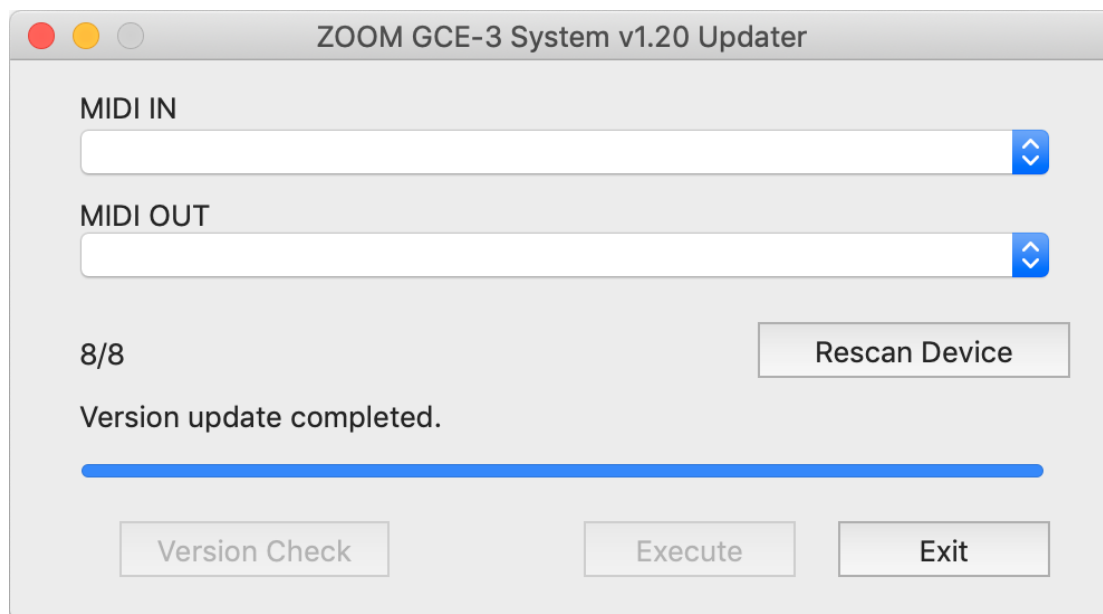 ZOOM GCE-3 System v1.20 Updater
MIDI IN
MIDI OUT
8/8
Rescan Device
Version update completed.
Version Check
Execute
Exit